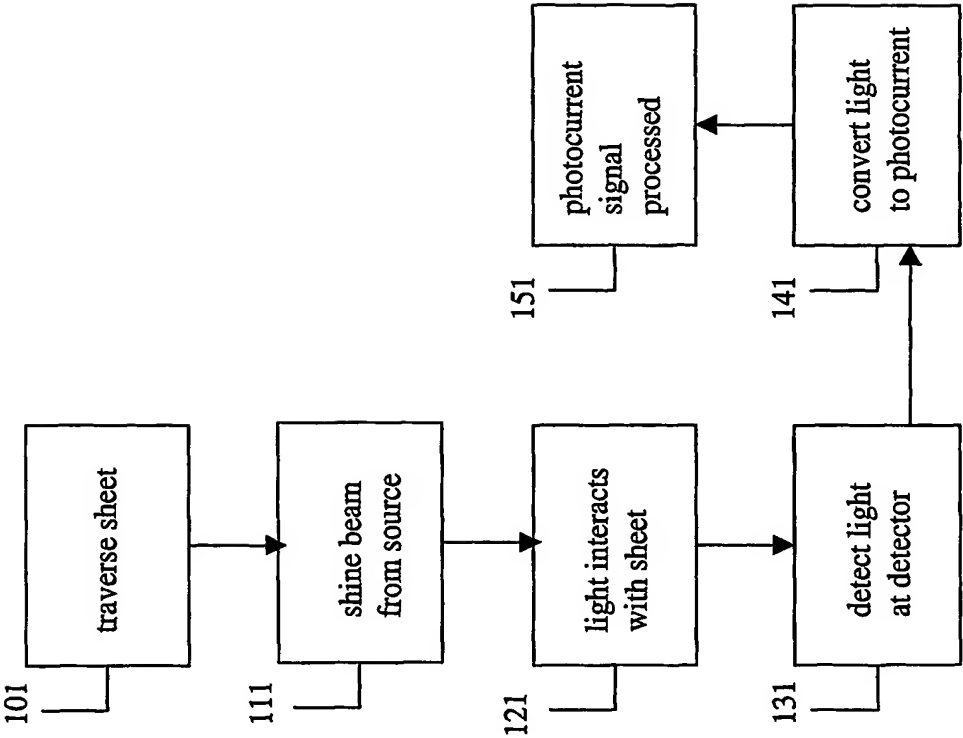 101
traverse sheet
111
shine beam
from source
121
light interacts
with sheet
131
detect light
at detector
141
convert light
to photocurrent
151
photocurrent
signal
processed